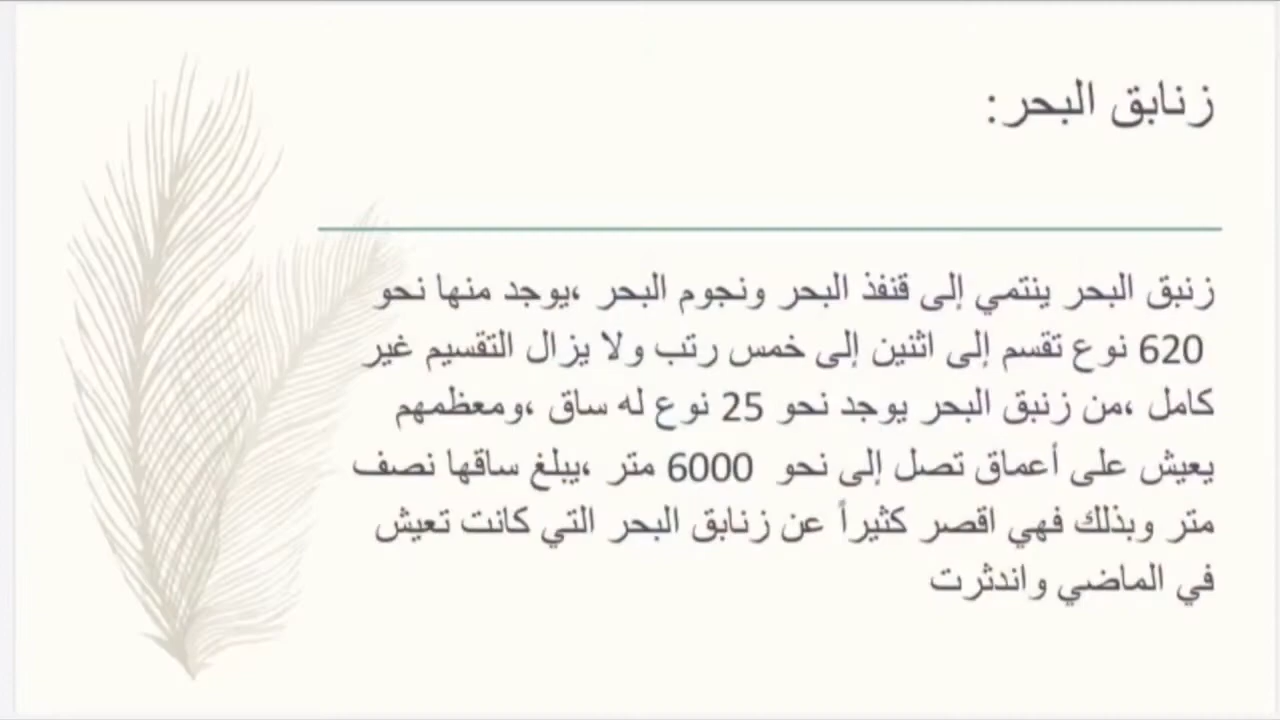 زنابق البحر:
زنبق البحر ينتمي إلى قنفذ البحر ونجوم البحر ،يوجد منها نحو
620 نوع تقسم إلى اثنين إلى خمس رتب ولا يزال التقسيم غير
كامل ،من زنبق البحر يوجد نحو 25 نوع له ساق ،ومعظمهم
يعيش على أعماق تصل إلى نحو 6000 متر ،يبلغ ساقها نصف
متر وبذلك فهي اقصر كثيراً عن زنابق البحر التي كانت تعيش
في الماضي واندثرت